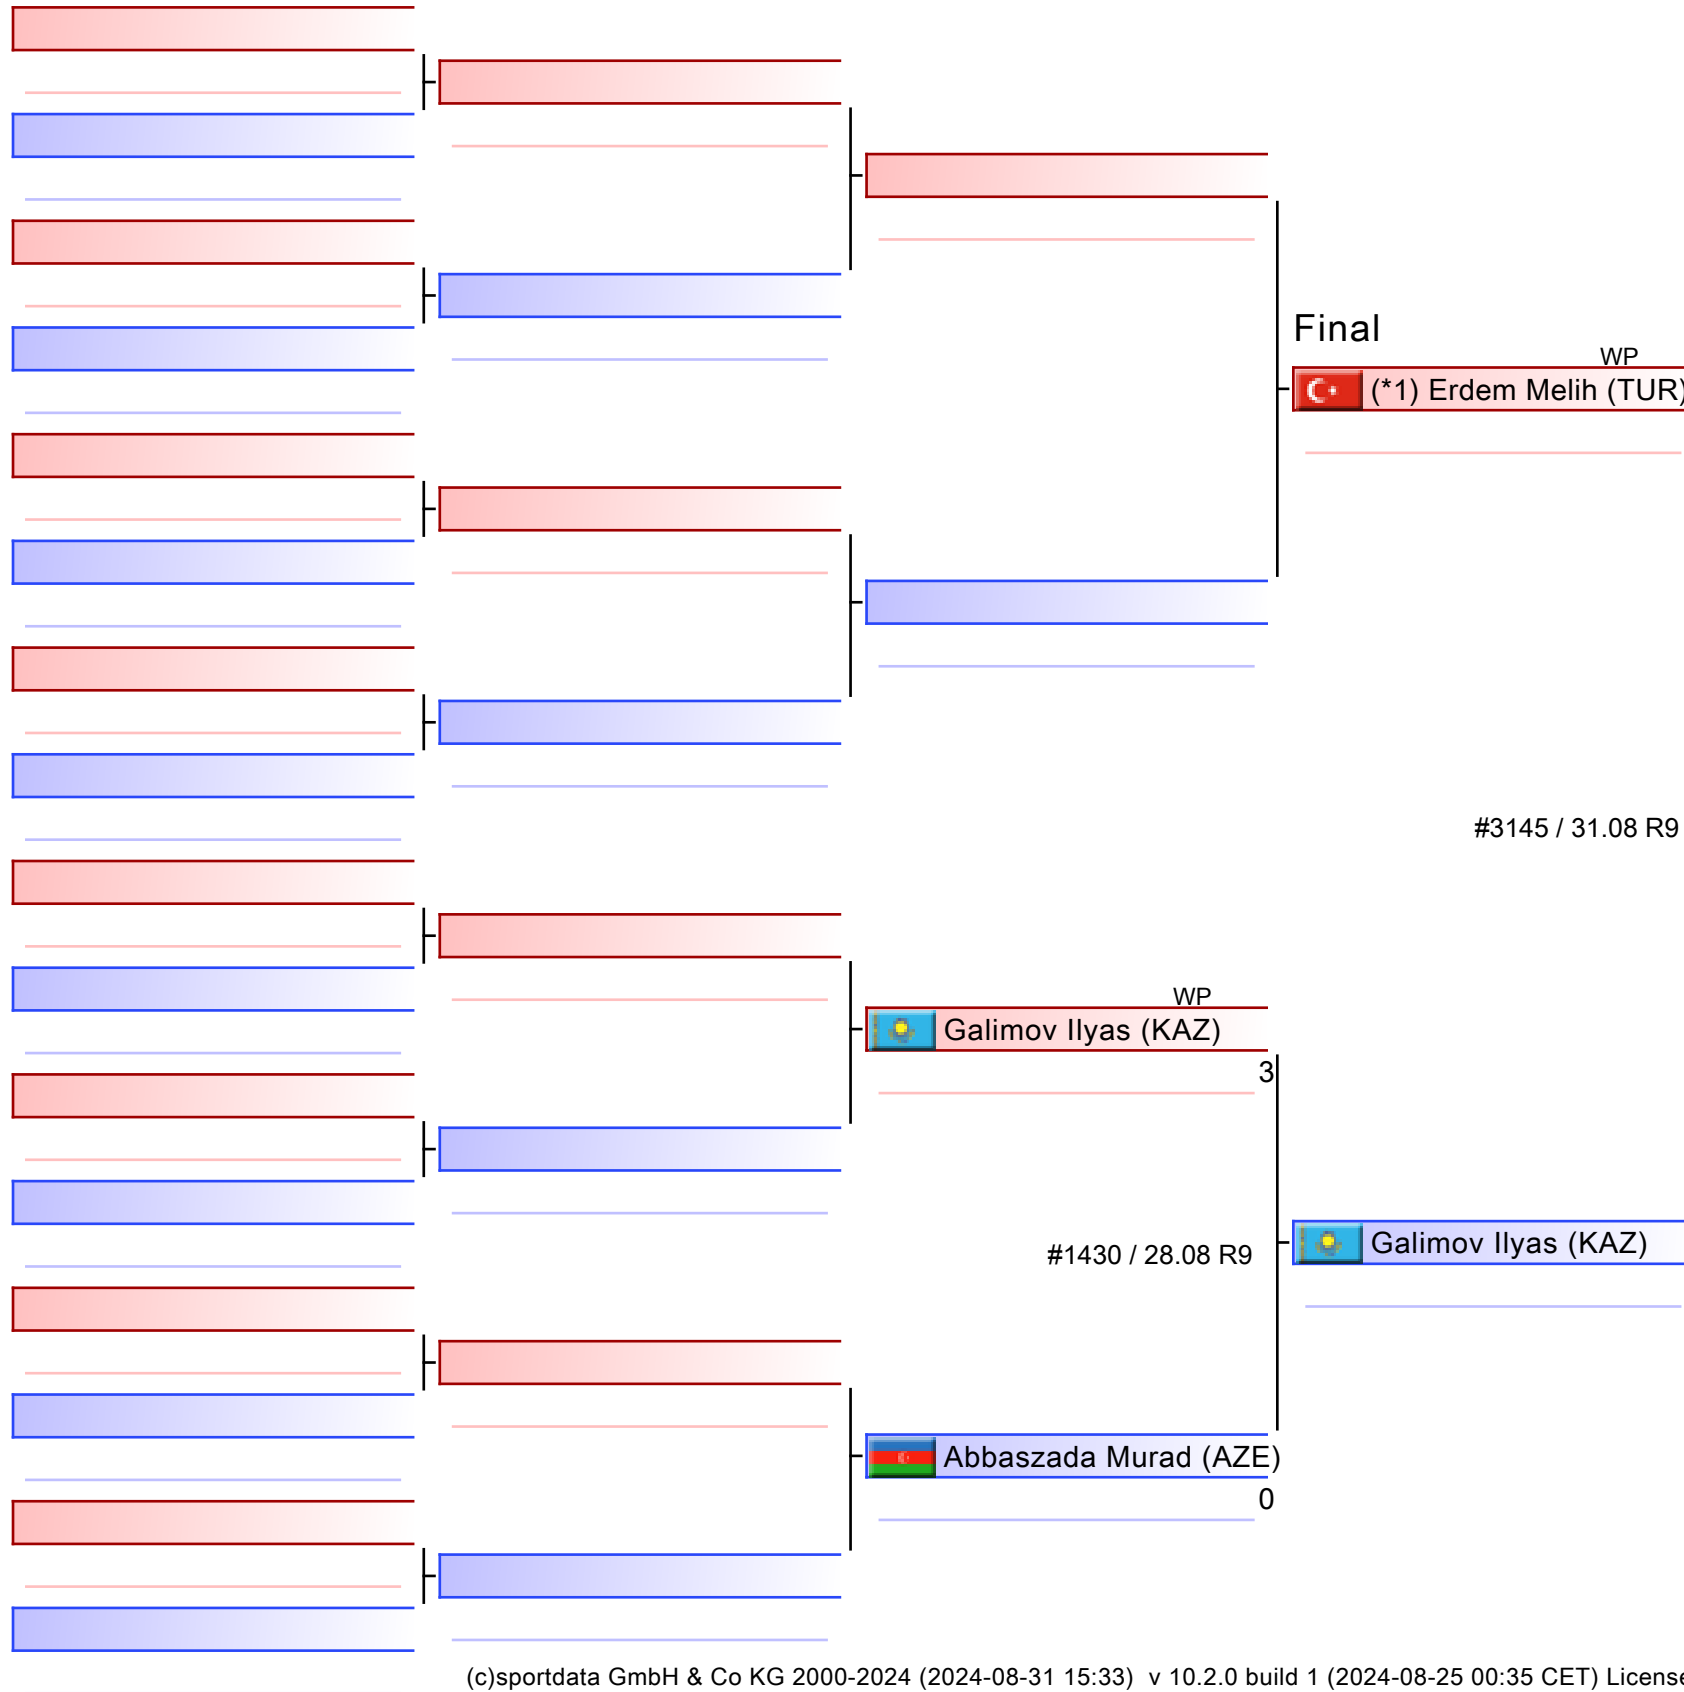 Final
WP
(*1) Erdem Melih (TUR)
#3145 / 31.08 R9
WP
Galimov Ilyas (KAZ)
3
#1430 / 28.08 R9
Galimov Ilyas (KAZ)
Abbaszada Murad (AZE)
0
(c)sportdata GmbH & Co KG 2000-2024 (2024-08-31 15:33) v 10.2.0 build 1 (2024-08-25 00:35 CET) License